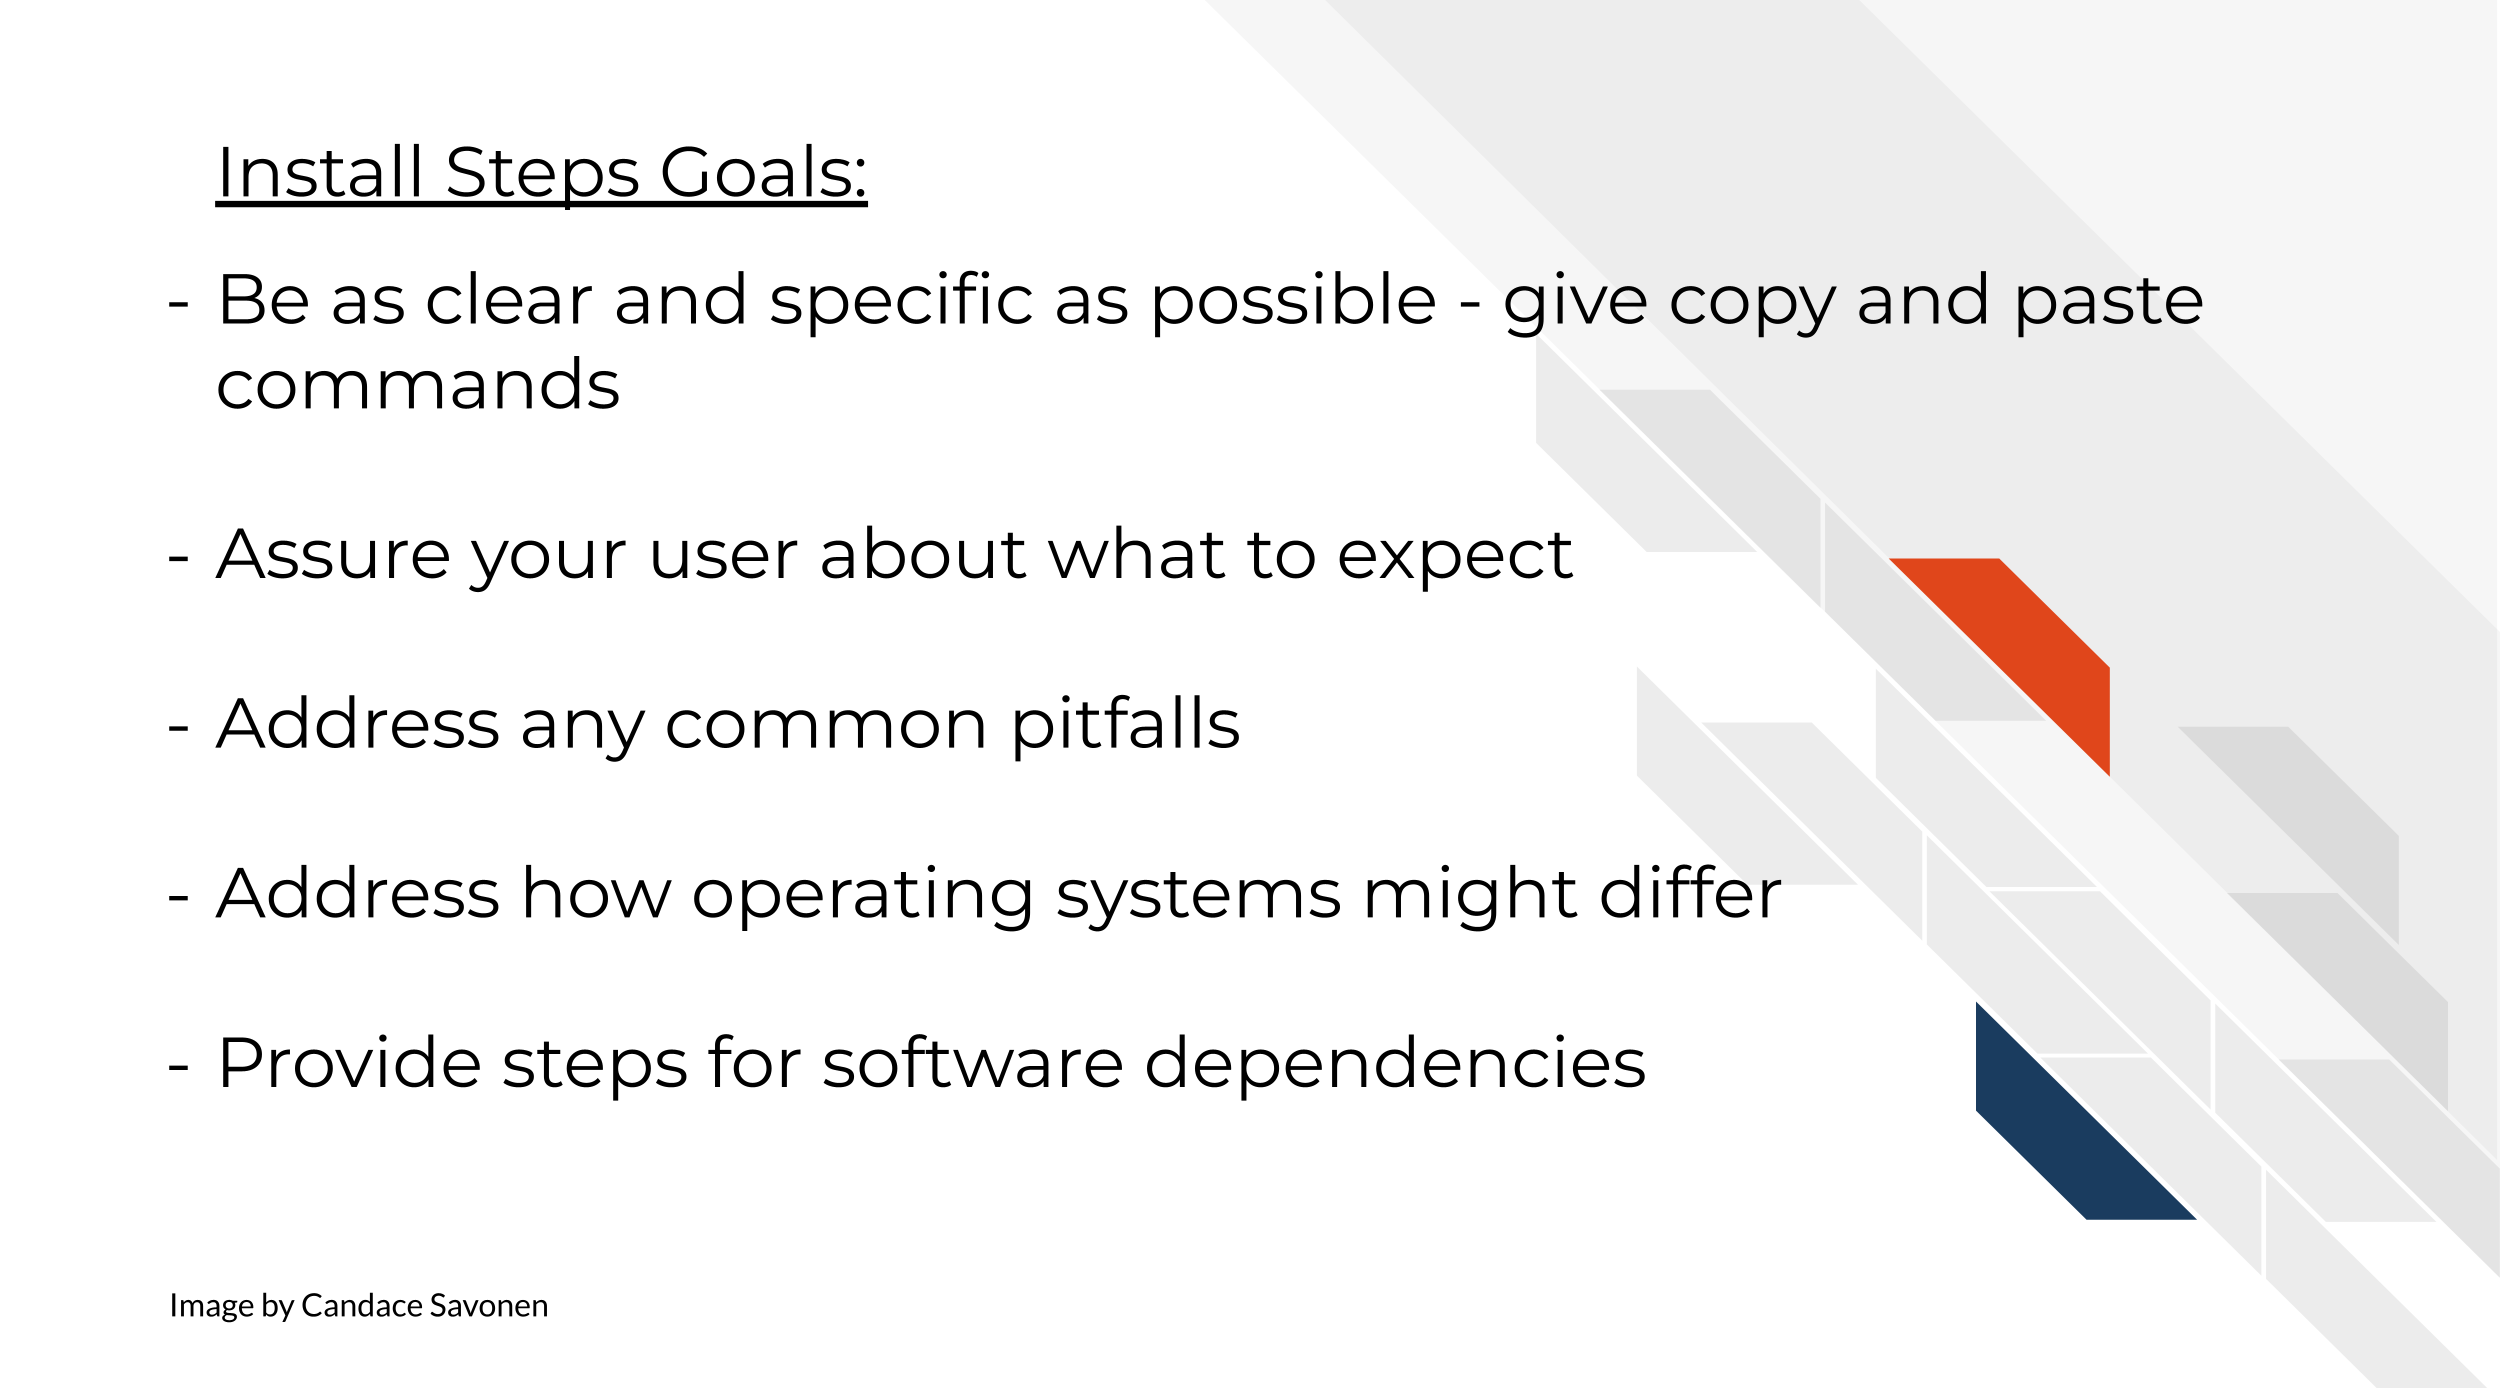 Install Steps Goals:
- Be as clear and specific as possible - give copy and paste
commands
- Assure your user about what to expect
- Address any common pitfalls
- Address how operating systems might differ
- Provide steps for software dependencies
Image by Candace Savonen